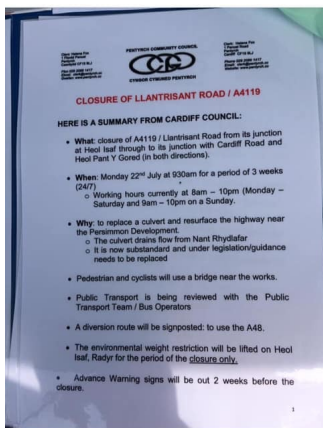 PENTYRCH COMMUNITY COUNCIL
CYNGOR CYMUNED PENTYRCH
CLOSURE OF LLANTRISANT ROAD / A4119
HERE IS A SUMMARY FROM CARDIFF COUNCIL:
• What: closure of A4119 / Llantrisant Road from its junction
at Heol Isaf through to its junction with Cardiff Road and
Heol Pant Y Gored (in both directions).
• When: Monday 22nd July at 930am for a period of 3 weeks
(24/7)
o Working hours currently at 8am – 10pm (Monday –
Saturday and 9am – 10pm on a Sunday.
• Why: to replace a culvert and resurface the highway near
the Persimmon Development.
o The culvert drains flow from Nant Rhydlafar
o It is now substandard and under legislation/guidance
needs to be replaced
• Pedestrian and cyclists will use a bridge near the works.
• Public Transport is being reviewed with the Public
Transport Team / Bus Operators
• A diversion route will be signposted: to use the A48.
• The environmental weight restriction will be lifted on Heol
Isaf, Radyr for the period of the closure only.
• Advance Warning signs will be out 2 weeks before the
closure.
1